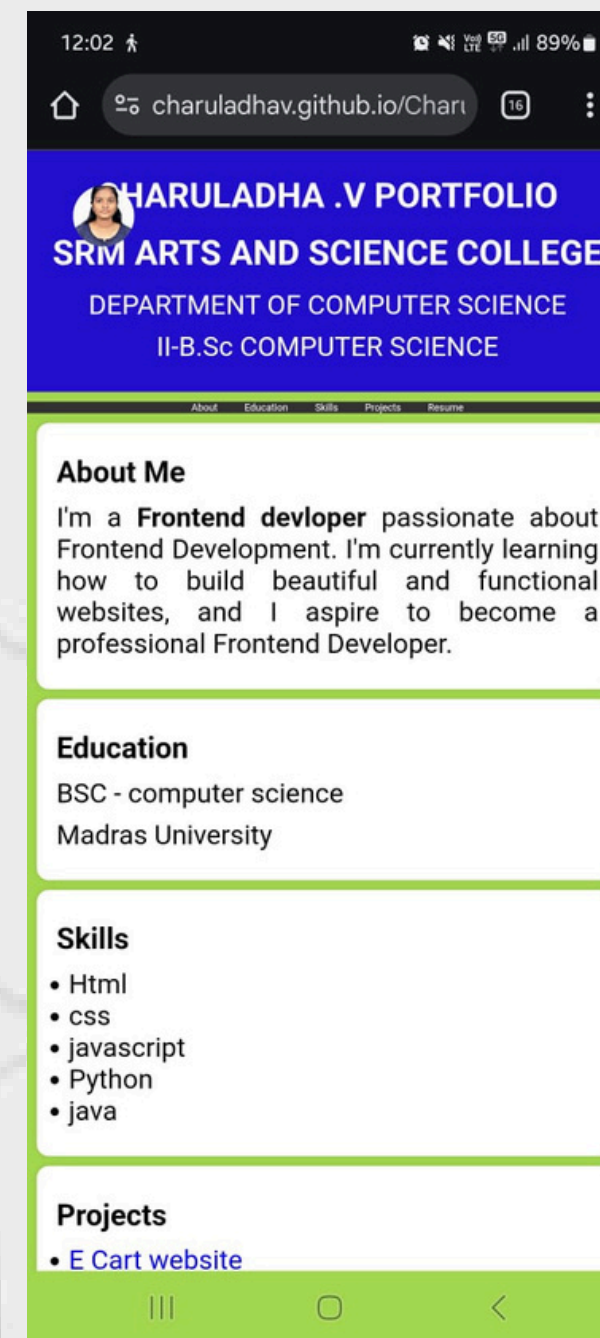 12:02
Vo)) LTE 5G 89%
charuladhav.github.io/Charu
16
HARULADHA .V PORTFOLIO
SRM ARTS AND SCIENCE COLLEGE
DEPARTMENT OF COMPUTER SCIENCE
II-B.Sc COMPUTER SCIENCE
About Education Skills Projects Resume
About Me
I'm a Frontend devloper passionate about
Frontend Development. I'm currently learning
how to build beautiful and functional
websites, and I aspire to become a
professional Frontend Developer.
Education
BSC - computer science
Madras University
Skills
• Html
• css
• javascript
• Python
• java
Projects
• E Cart website